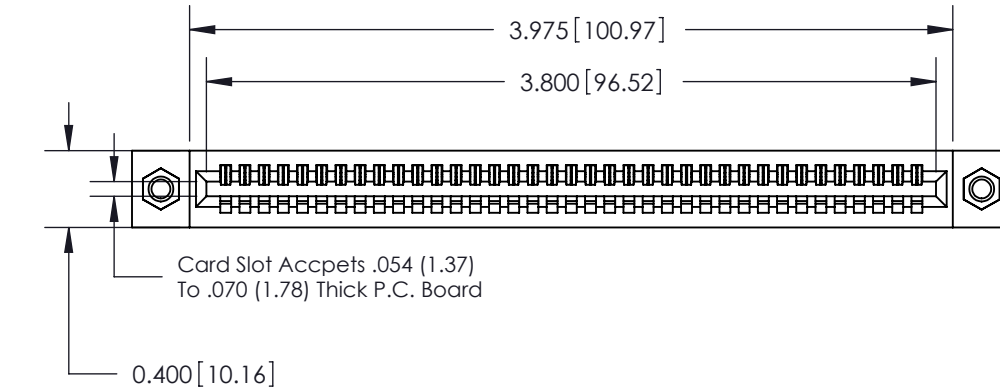 3.975[100.97]
3.800[96.52]
Card Slot Accpets .054 (1.37)
To .070 (1.78) Thick P.C. Board
0.400[10.16]